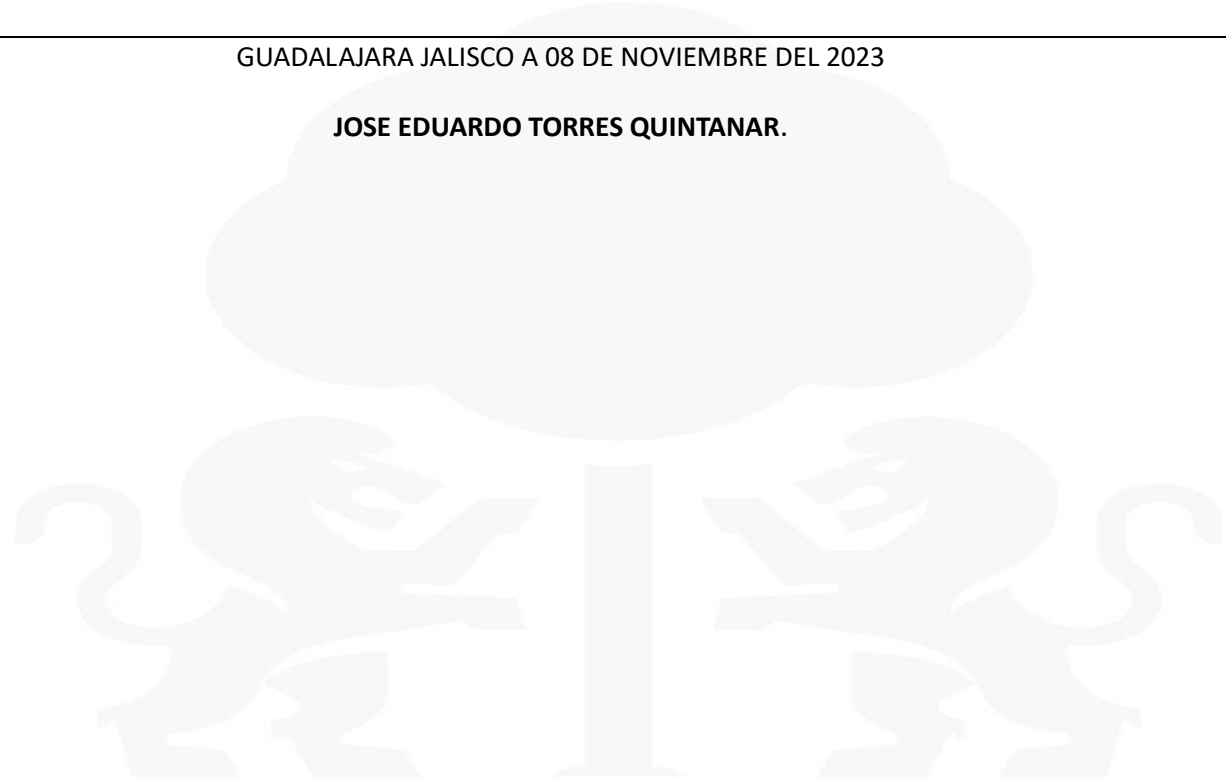 GUADALAJARA JALISCO A 08 DE NOVIEMBRE DEL 2023
JOSE EDUARDO TORRES QUINTANAR.